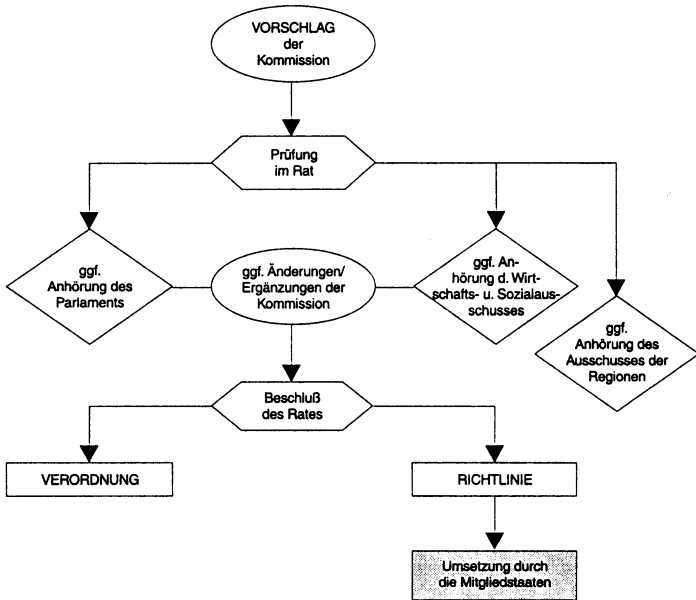 VORSCHLAG
der
Kommission
Prüfung
im Rat
ggf.
Anhörung des
Parlaments
ggf. Änderungen/
Ergänzungen der
Kommission
ggf. An-
hörung d. Wirt-
schafts- u. Sozialaus-
schusses
ggf.
Anhörung des
Ausschusses der
Regionen
Beschluß
des Rates
VERORDNUNG
RICHTLINIE
Umsetzung durch
die Mitgliedstaaten